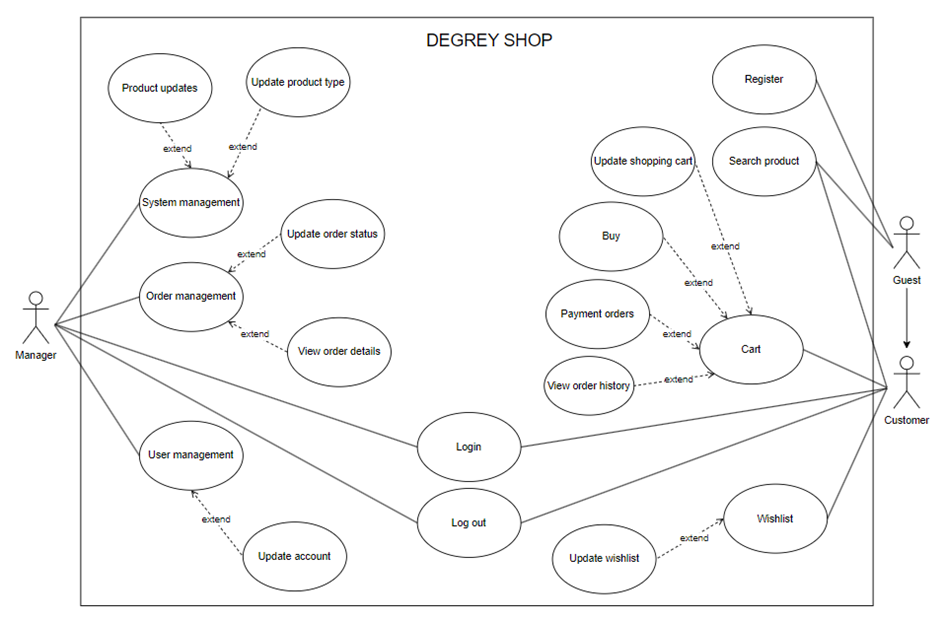 DEGREY SHOP
Product updates
Update product type
Register
extend
extend
Update shopping cart
Search product
System management
Update order status
Buy
extend
extend
Guest
extend
Order management
Payment orders
Manager
extend
extend
View order details
Cart
View order history
extend
Customer
User management
Login
extend
Log out
Wishlist
extend
Update account
Update wishlist